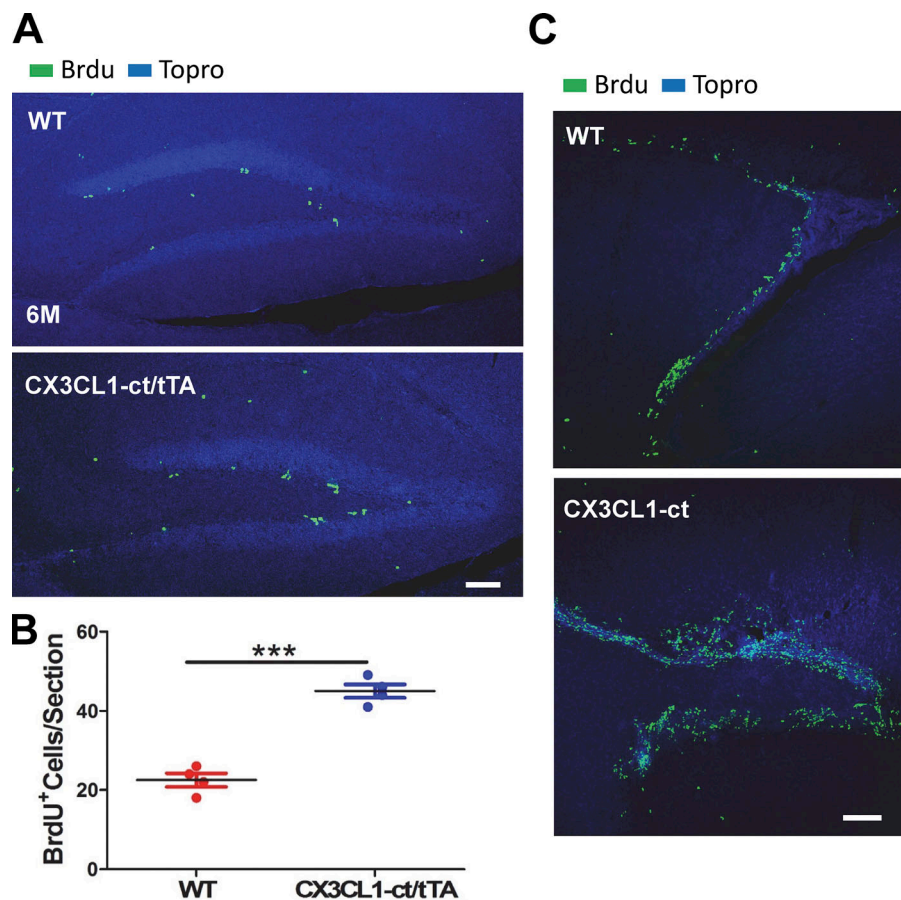 A
Brdu Topro
WT
6M
CX3CL1-ct/tTA
B
BrdU⁺Cells/Section
60
40
20
0
***
WT CX3CL1-ct/tTA
C
Brdu Topro
WT
CX3CL1-ct